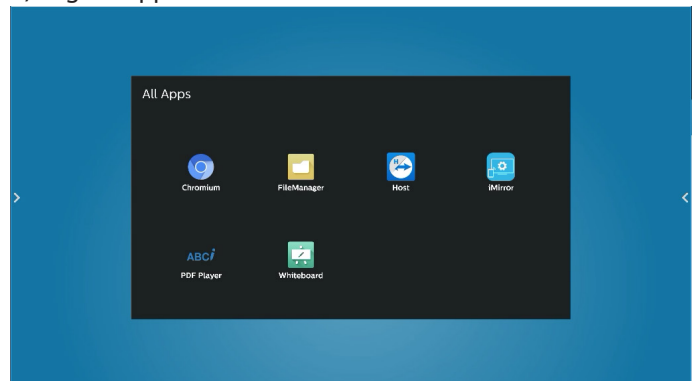 All Apps
Chromium
FileManager
H
Host
iMirror
ABCi
PDF Player
Whiteboard